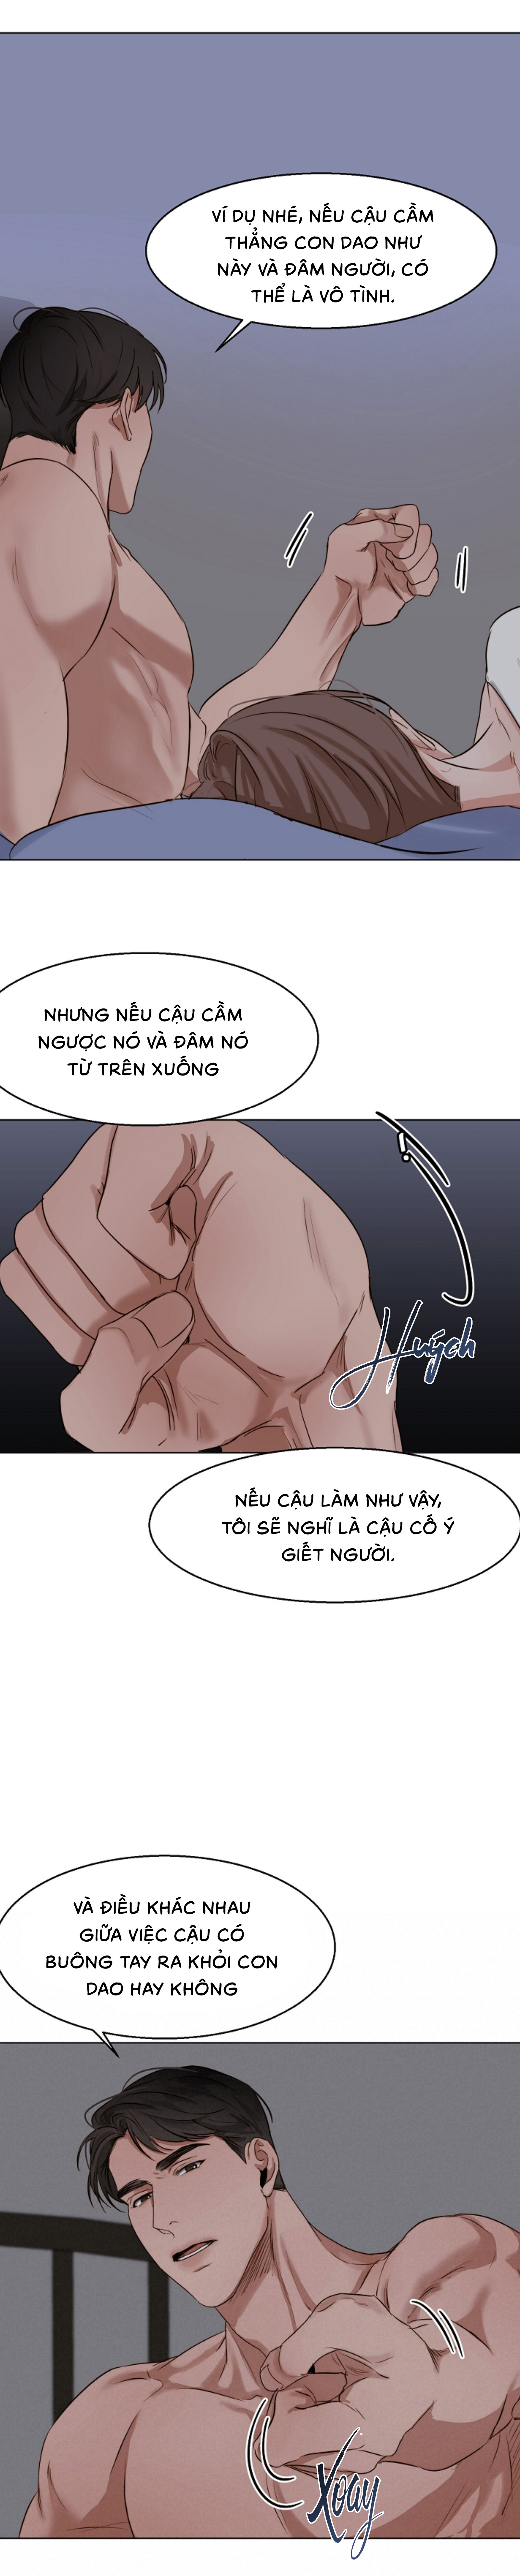 VÍ DỤ NHÉ, NẾU CẬU CẦM
THẲNG CON DAO NHƯ
NÀY VÀ ĐÂM NGƯỜI, CÓ
THỂ LÀ VÔ TÌNH.
NHƯNG NẾU CẬU CẦM
NGƯỢC NÓ VÀ ĐÂM NÓ
TỪ TRÊN XUỐNG
Huých
NẾU CẬU LÀM NHƯ VẬY,
TÔI SẼ NGHĨ LÀ CẬU CỐ Ý
GIẾT NGƯỜI.
VÀ ĐIỀU KHÁC NHAU
GIỮA VIỆC CẬU CÓ
BUÔNG TAY RA KHỎI CON
DAO HAY KHÔNG
Xoay